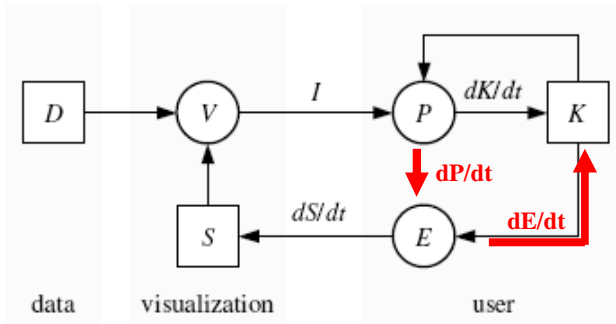 I
dK/dt
D
V
P
K
dP/dt
dS/dt
dE/dt
S
E
data
visualization
user